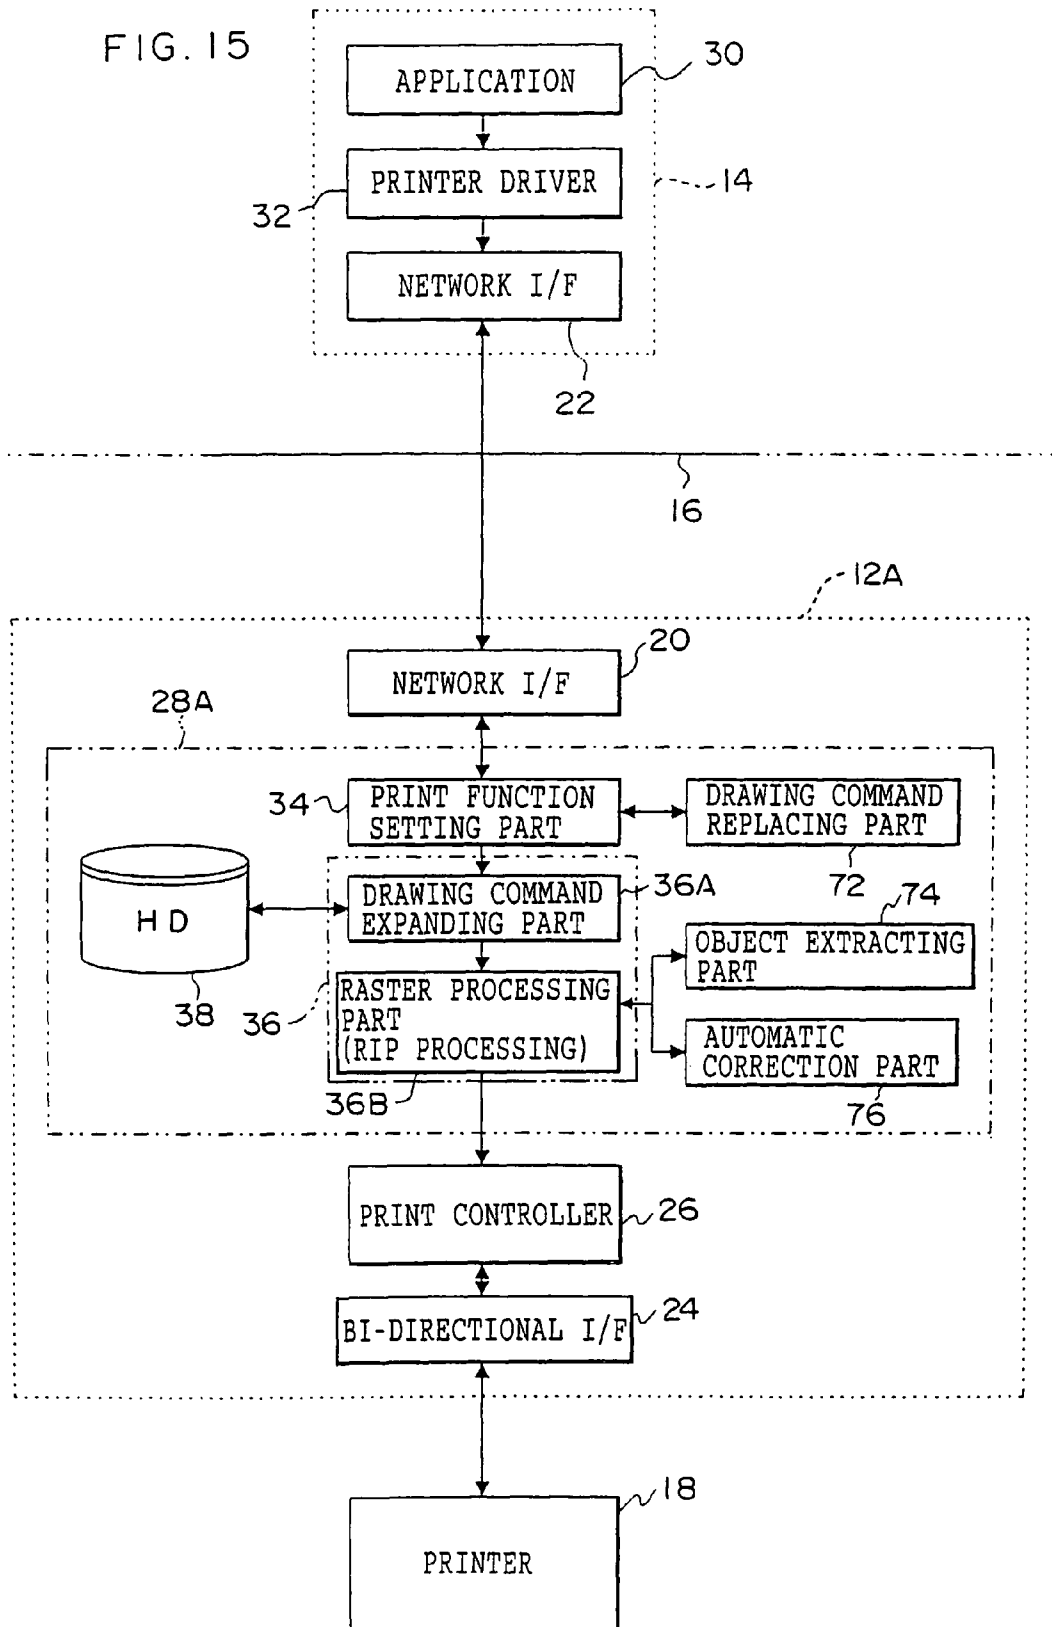 FIG. 15
APPLICATION
30
PRINTER DRIVER
14
32
NETWORK I/F
22
16
12A
20
NETWORK I/F
28A
34
PRINT FUNCTION
SETTING PART
DRAWING COMMAND
REPLACING PART
72
36A
74
HD
DRAWING COMMAND
EXPANDING PART
OBJECT EXTRACTING
PART
38
36
RASTER PROCESSING
PART
(RIP PROCESSING)
AUTOMATIC
CORRECTION PART
36B
76
PRINT CONTROLLER
26
24
BI-DIRECTIONAL I/F
18
PRINTER